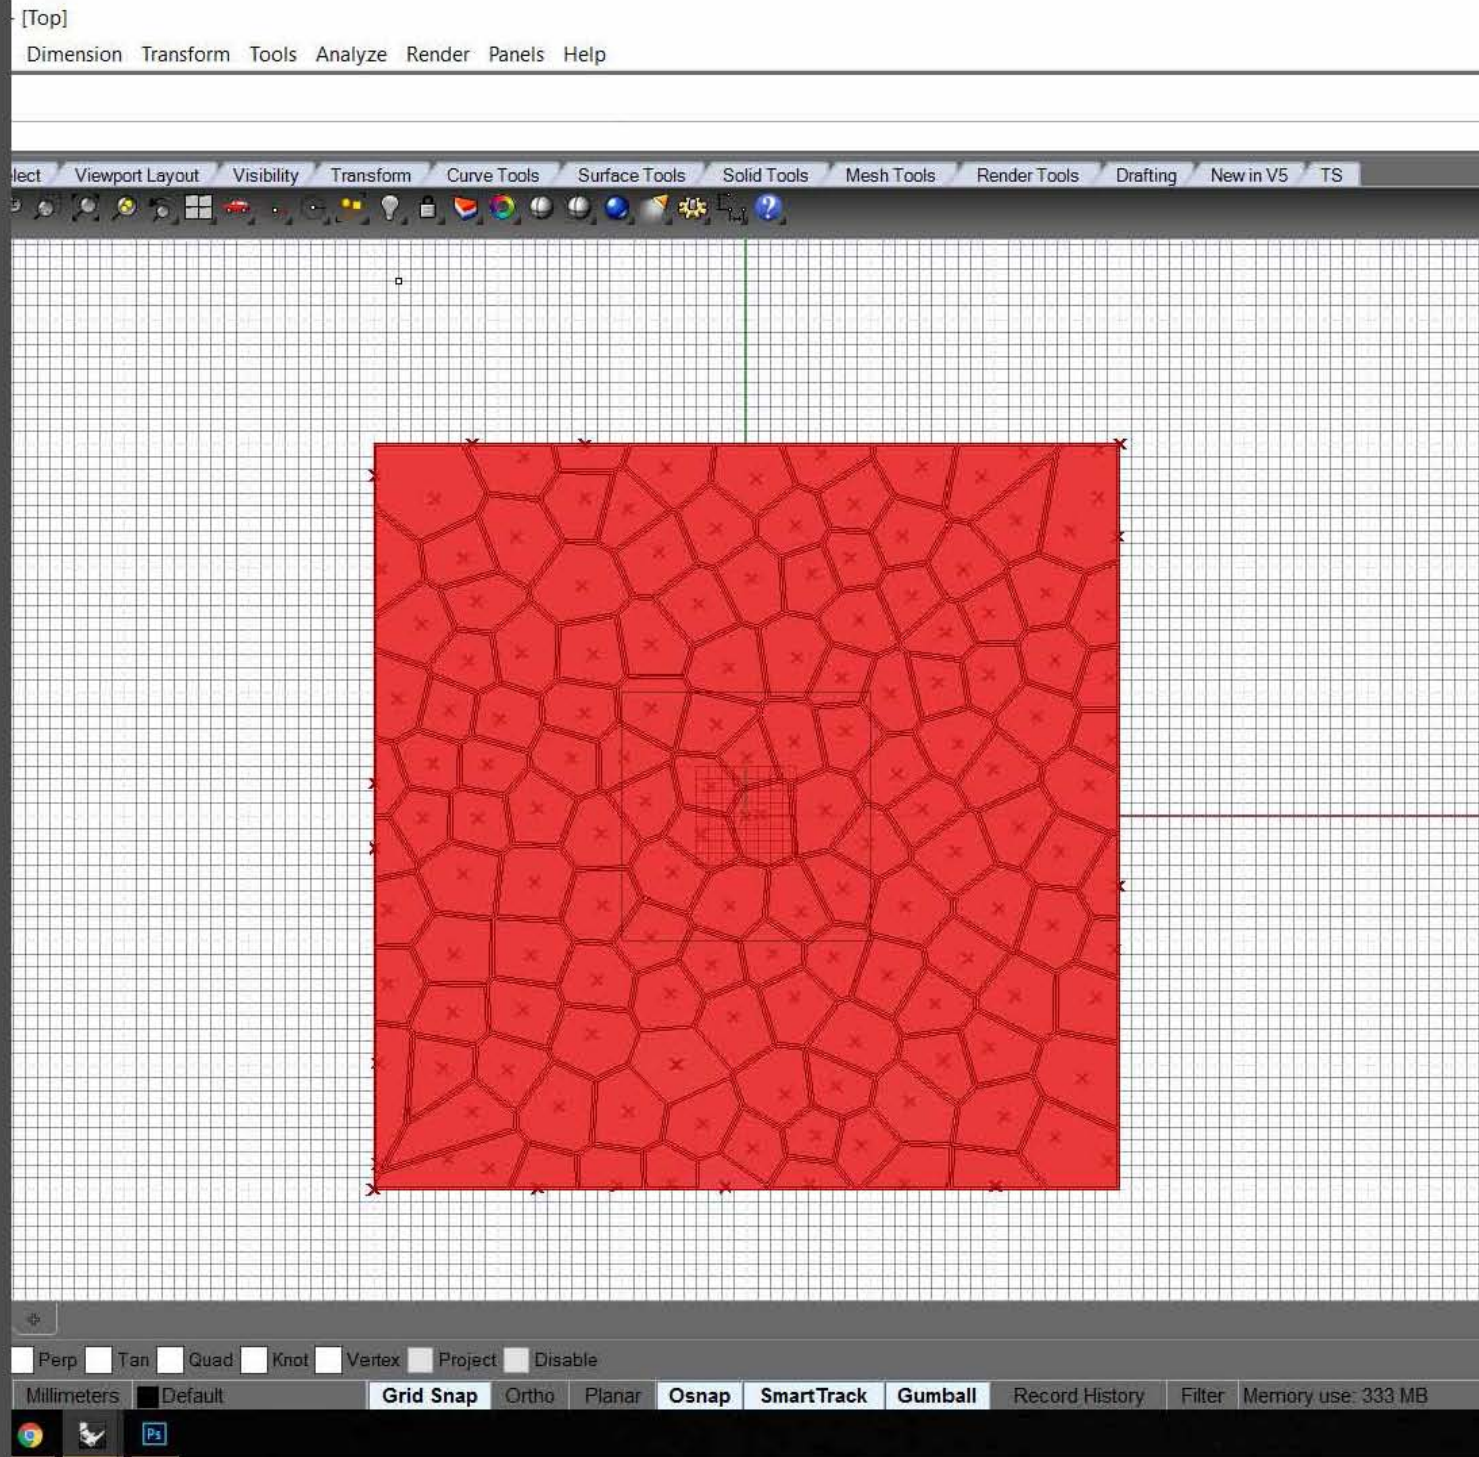 [Top]
Dimension Transform Tools Analyze Render Panels Help
lect Viewport Layout Visibility Transform Curve Tools Surface Tools Solid Tools Mesh Tools Render Tools Drafting New in V5 TS
Perp Tan Quad Knot Vertex Project Disable
Millimeters Default Grid Snap Ortho Planar Osnap SmartTrack Gumball Record History Filter Memory use: 333 MB
Ps